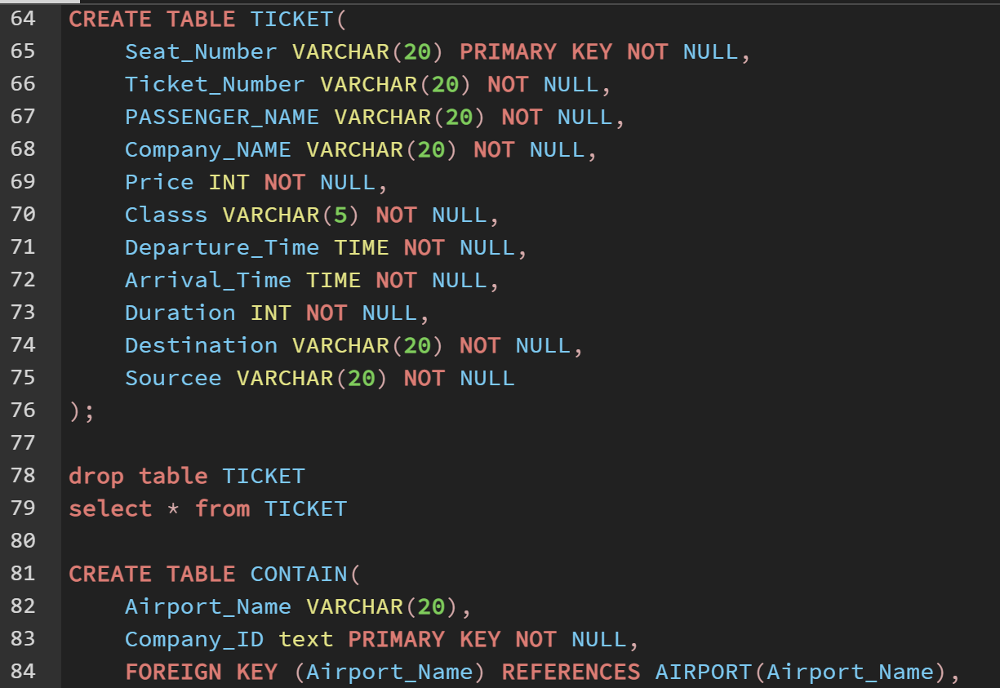 64 CREATE TABLE TICKET(
65 Seat_Number VARCHAR(20) PRIMARY KEY NOT NULL,
66 Ticket_Number VARCHAR(20) NOT NULL,
67 PASSENGER_NAME VARCHAR(20) NOT NULL,
68 Company_NAME VARCHAR(20) NOT NULL,
69 Price INT NOT NULL,
70 Classs VARCHAR(5) NOT NULL,
71 Departure_Time TIME NOT NULL,
72 Arrival_Time TIME NOT NULL,
73 Duration INT NOT NULL,
74 Destination VARCHAR(20) NOT NULL,
75 Sourcee VARCHAR(20) NOT NULL
76 );
77
78 drop table TICKET
79 select * from TICKET
80
81 CREATE TABLE CONTAIN(
82 Airport_Name VARCHAR(20),
83 Company_ID text PRIMARY KEY NOT NULL,
84 FOREIGN KEY (Airport_Name) REFERENCES AIRPORT(Airport_Name),